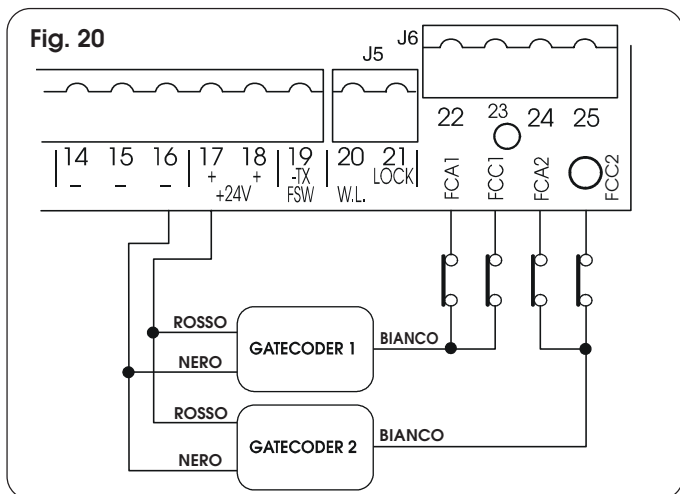 Fig. 20
J5
J6
14 15 16 17 18 19 20 21 22 23 24 25
– – – + + -TX LOCK
+24V FSW W.L.
FCA1 FCC1 FCA2 FCC2
ROSSO
GATECODER 1
BIANCO
NERO
ROSSO
GATECODER 2
BIANCO
NERO